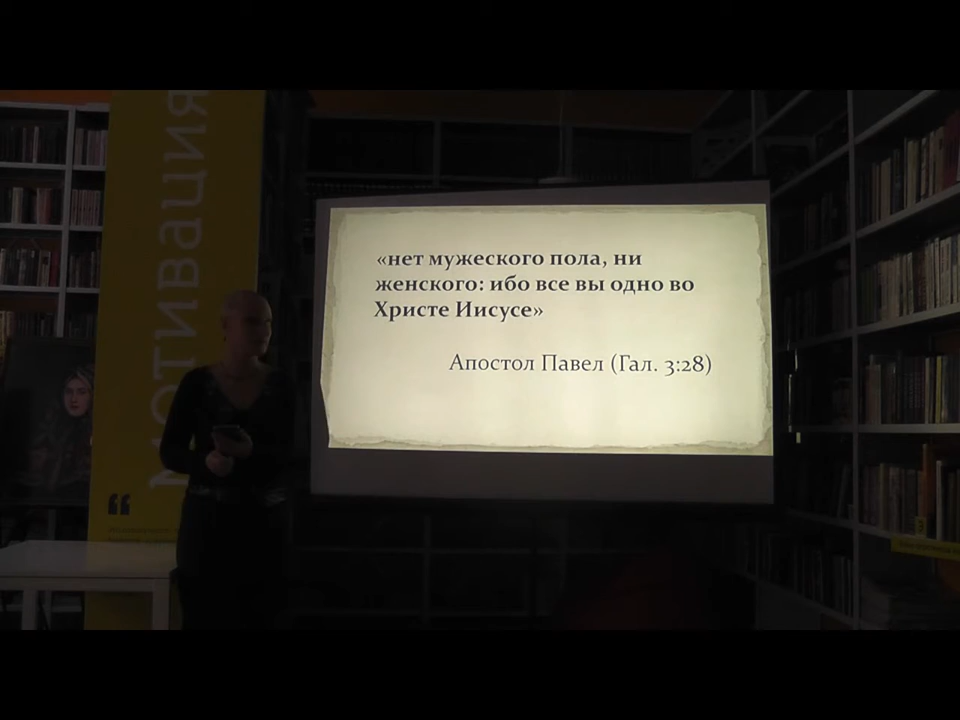 мотивация
«нет мужеского пола, ни
женского: ибо все вы одно во
Христе Иисусе»
Апостол Павел (Гал. 3:28)